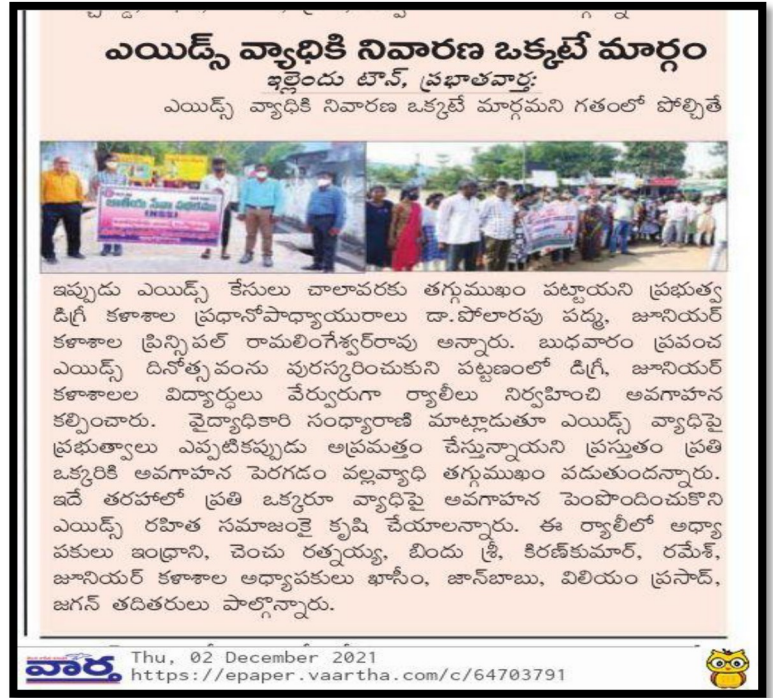 ఎయిడ్స్ వ్యాధికి నివారణ ఒక్కటే మార్గం
ఇల్లెందు టౌన్, ప్రభాతవార్త:
ఎయిడ్స్ వ్యాధికి నివారణ ఒక్కటే మార్గమని గతంలో పోల్చితే
జాతీయ సేవా పథకము
(NSS)
ఇప్పుడు ఎయిడ్స్ కేసులు చాలావరకు తగ్గుముఖం పట్టాయని ప్రభుత్వ
డిగ్రీ కళాశాల ప్రధానోపాధ్యాయురాలు డా.పోలారపు పద్మ, జూనియర్
కళాశాల ప్రిన్సిపల్ రామలింగేశ్వర్‌రావు అన్నారు. బుధవారం ప్రపంచ
ఎయిడ్స్ దినోత్సవంను పురస్కరించుకుని పట్టణంలో డిగ్రీ, జూనియర్
కళాశాలల విద్యార్థులు వేర్వురుగా ర్యాలీలు నిర్వహించి అవగాహన
కల్పించారు. వైద్యాధికారి సంధ్యారాణి మాట్లాడుతూ ఎయిడ్స్ వ్యాధిపై
ప్రభుత్వాలు ఎప్పటికప్పుడు అప్రమత్తం చేస్తున్నాయని ప్రస్తుతం ప్రతి
ఒక్కరికి అవగాహన పెరగడం వల్లవ్యాధి తగ్గుముఖం పడుతుందన్నారు.
ఇదే తరహాలో ప్రతి ఒక్కరూ వ్యాధిపై అవగాహన పెంపొందించుకొని
ఎయిడ్స్ రహిత సమాజంకై కృషి చేయాలన్నారు. ఈ ర్యాలీలో అధ్యా
పకులు ఇంద్రాని, చెంచు రత్నయ్య, బిందు శ్రీ, కిరణ్‌కుమార్, రమేశ్,
జూనియర్ కళాశాల అధ్యాపకులు ఖాసీం, జాన్‌బాబు, విలియం ప్రసాద్,
జగన్ తదితరులు పాల్గొన్నారు.
వార్త Thu, 02 December 2021
https://epaper.vaartha.com/c/64703791